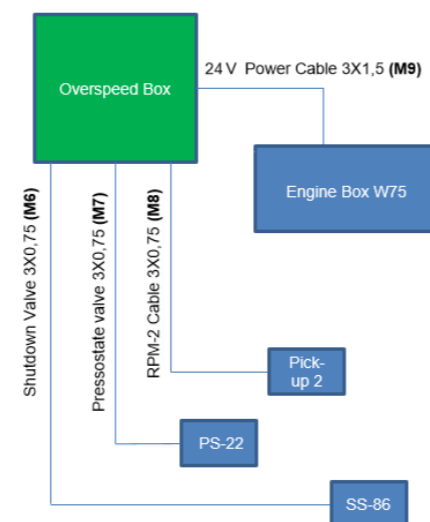 24 V Power Cable 3X1,5 (M9)
Overspeed Box
Engine Box W75
Shutdown Valve 3X0,75 (M6)
Pressostate valve 3X0,75 (M7)
RPM-2 Cable 3X0,75 (M8)
Pick-
up 2
PS-22
SS-86